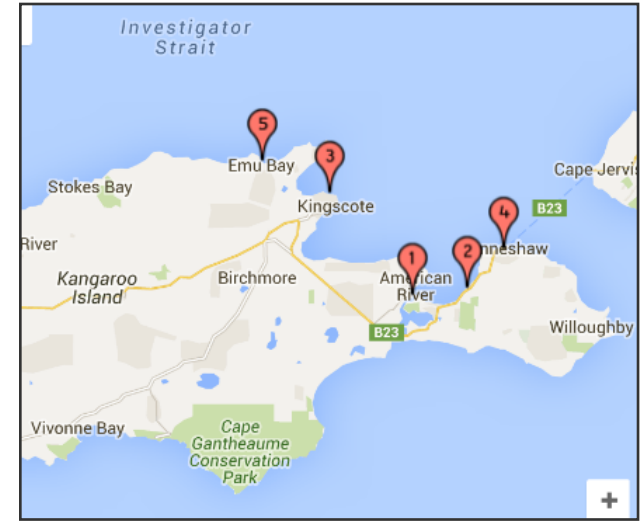 Investigator
Strait
5
Emu Bay
3
Cape Jervis
Stokes Bay
Kingscote
B23
4
River
nneshaw
1
2
Kangaroo
Island
Birchmore
American
River
B23
Willoughby
Vivonne Bay
Cape
Gantheaume
Conservation
Park
+